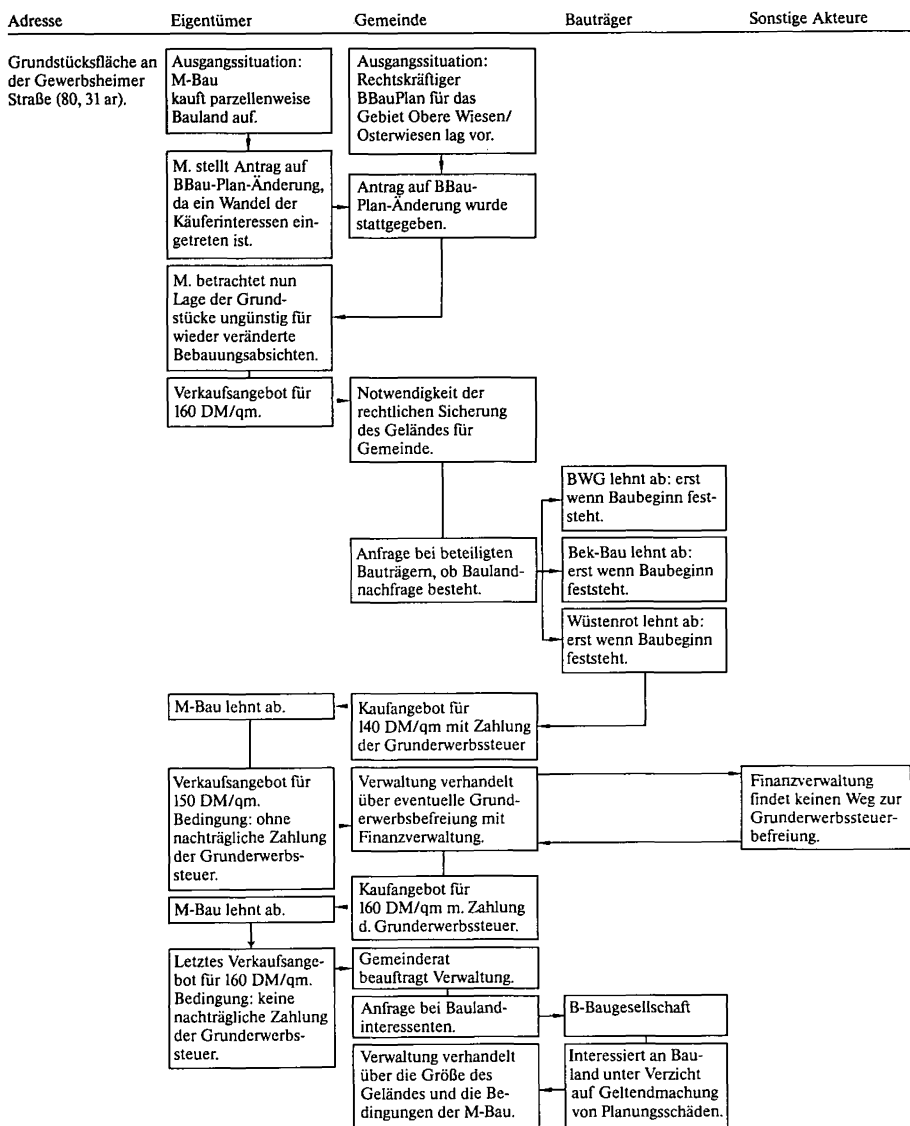 Adresse Eigentümer Gemeinde Bauträger Sonstige Akteure
Grundstücksfläche an
der Gewerbsheimer
Straße (80, 31 ar).
Ausgangssituation:
M-Bau
kauft parzellenweise
Bauland auf.
Ausgangssituation:
Rechtskräftiger
BBauPlan für das
Gebiet Obere Wiesen/
Osterwiesen lag vor.
M. stellt Antrag auf
BBau-Plan-Änderung,
da ein Wandel der
Käuferinteressen ein-
getreten ist.
Antrag auf BBau-
Plan-Änderung wurde
stattgegeben.
M. betrachtet nun
Lage der Grund-
stücke ungünstig für
wieder veränderte
Bebauungsabsichten.
Verkaufsangebot für
160 DM/qm.
Notwendigkeit der
rechtlichen Sicherung
des Geländes für
Gemeinde.
Anfrage bei beteiligten
Bauträgern, ob Bauland-
nachfrage besteht.
BWG lehnt ab: erst
wenn Baubeginn fest-
steht.
Bek-Bau lehnt ab:
erst wenn Baubeginn
feststeht.
Wüstenrot lehnt ab:
erst wenn Baubeginn
feststeht.
Kaufangebot für
140 DM/qm mit Zahlung
der Grunderwerbssteuer
M-Bau lehnt ab.
Verkaufsangebot für
150 DM/qm.
Bedingung: ohne
nachträgliche Zahlung
der Grunderwerbs-
steuer.
Verwaltung verhandelt
über eventuelle Grund-
erwerbsbefreiung mit
Finanzverwaltung.
Finanzverwaltung
findet keinen Weg zur
Grunderwerbssteuer-
befreiung.
Kaufangebot für
160 DM/qm m. Zahlung
d. Grunderwerbssteuer.
M-Bau lehnt ab.
Letztes Verkaufsange-
bot für 160 DM/qm.
Bedingung: keine
nachträgliche Zahlung
der Grunderwerbs-
steuer.
Gemeinderat
beauftragt Verwaltung.
Anfrage bei Bauland-
interessenten.
B-Baugesellschaft
Interessiert an Bau-
land unter Verzicht
auf Geltendmachung
von Planungsschäden.
Verwaltung verhandelt
über die Größe des
Geländes und die Be-
dingungen der M-Bau.